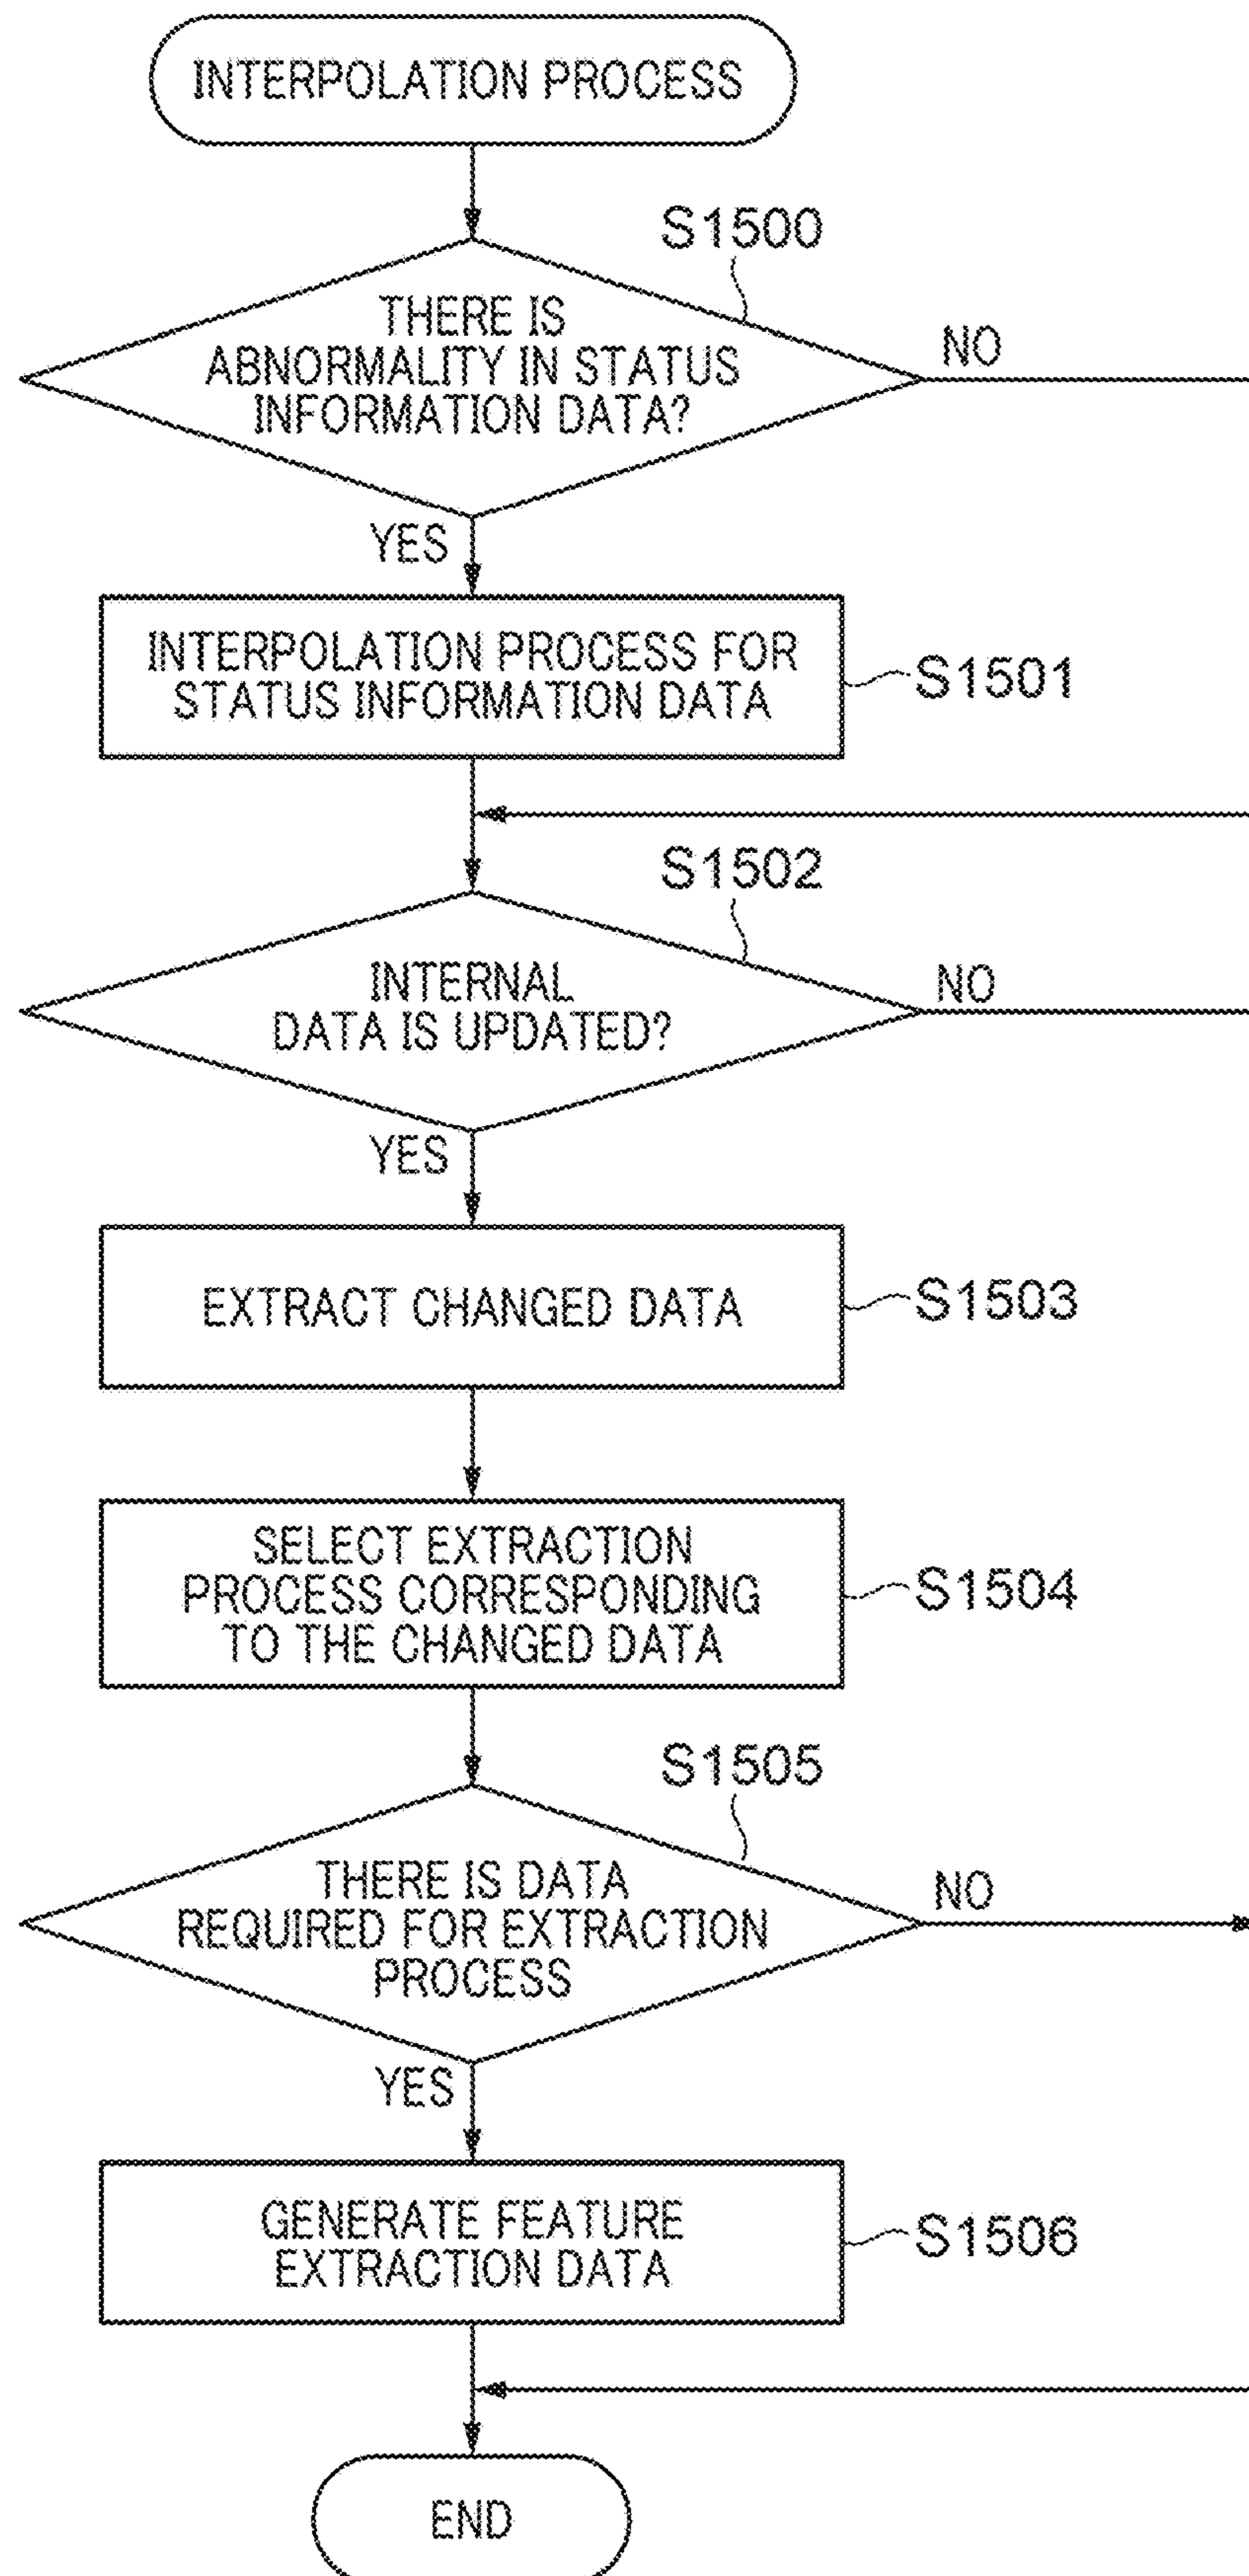 INTERPOLATION PROCESS
S1500
THERE IS
ABNORMALITY IN STATUS
INFORMATION DATA?
NO
YES
INTERPOLATION PROCESS FOR
STATUS INFORMATION DATA
S1501
S1502
INTERNAL
DATA IS UPDATED?
NO
YES
EXTRACT CHANGED DATA
S1503
SELECT EXTRACTION
PROCESS CORRESPONDING
TO THE CHANGED DATA
S1504
S1505
THERE IS DATA
REQUIRED FOR EXTRACTION
PROCESS
NO
YES
GENERATE FEATURE
EXTRACTION DATA
S1506
END